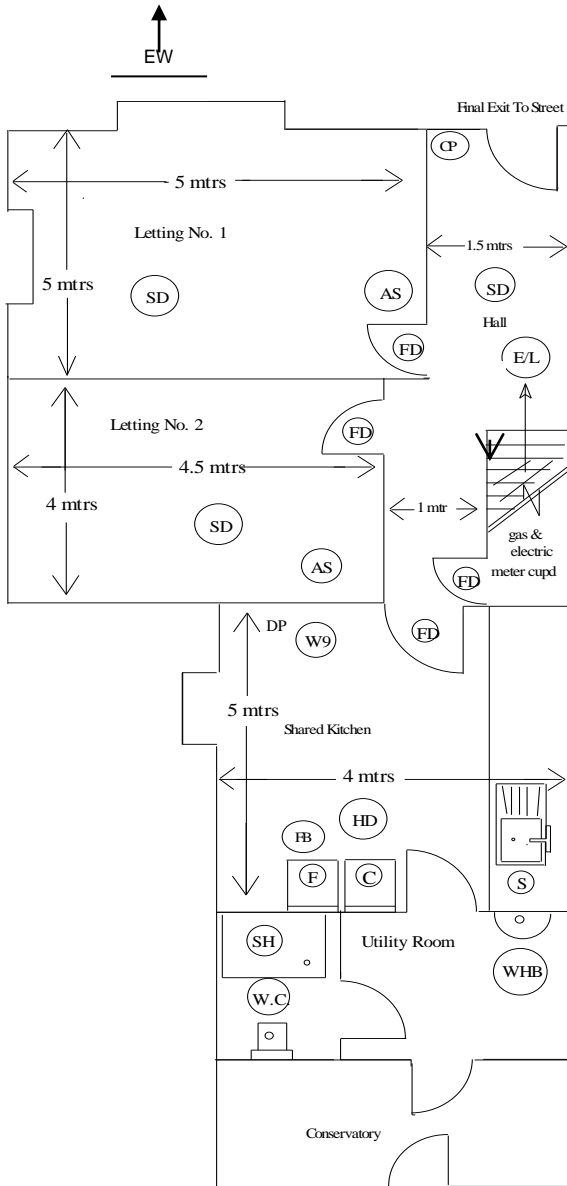 EW
Final Exit To Street
CP
5 mtrs
1.5 mtrs
Letting No. 1
5 mtrs
SD
AS
SD
Hall
FD
E/L
Letting No. 2
FD
4.5 mtrs
4 mtrs
1 mtr
SD
gas &
electric
meter cupd
AS
FD
DP
W9
FD
5 mtrs
Shared Kitchen
4 mtrs
HD
FB
F
C
S
SH
Utility Room
WHB
W.C.
Conservatory